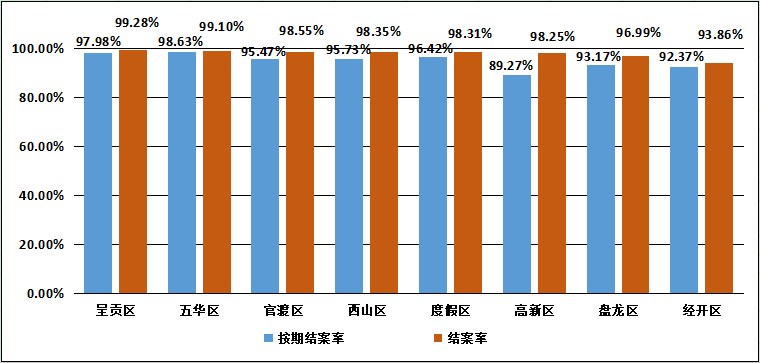 99.28% 99.10% 98.55% 98.35% 98.31% 98.25% 96.99% 93.86%
97.98% 98.63% 95.47% 95.73% 96.42% 89.27% 93.17% 92.37%
100.00%
80.00%
60.00%
40.00%
20.00%
0.00%
呈贡区 五华区 官渡区 西山区 度假区 高新区 盘龙区 经开区
按期结案率 结案率